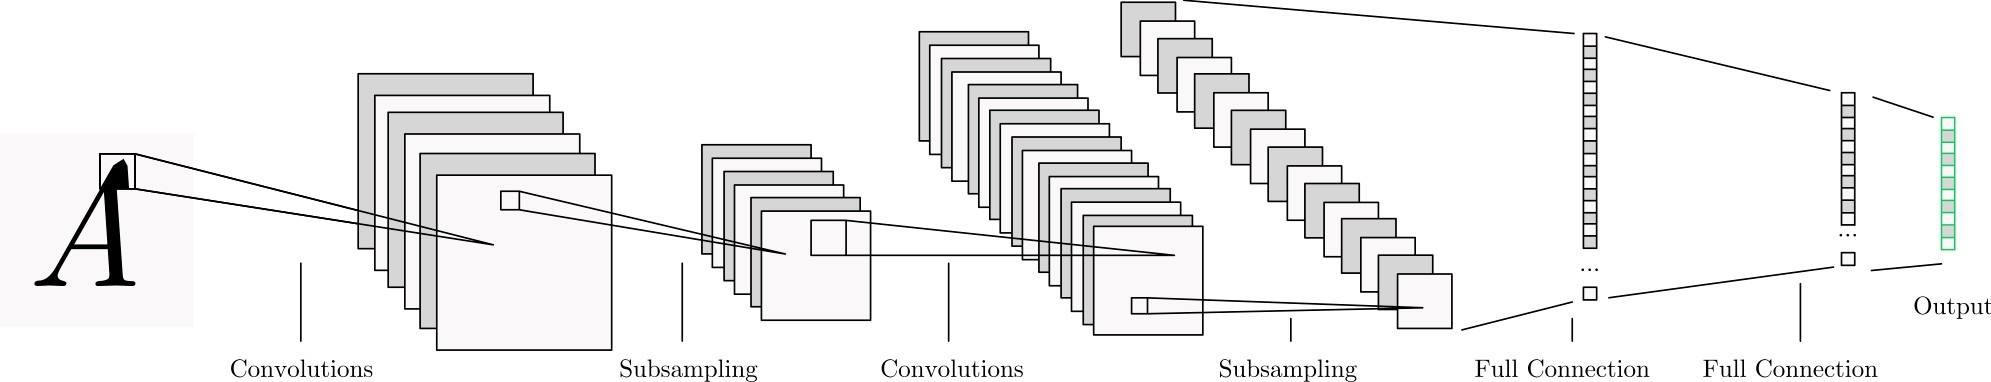 A
Convolutions
Subsampling
Convolutions
Subsampling
Full Connection
...
Full Connection
...
Output